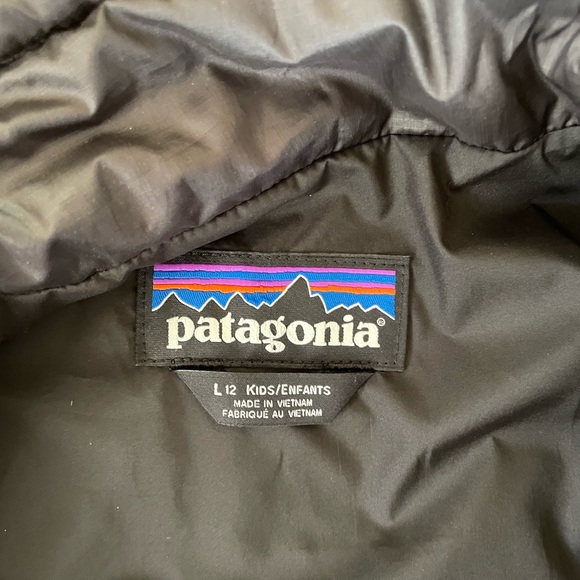 patagonia®
L 12 KIDS/ENFANTS
MADE IN VIETNAM
FABRIQUÉ AU VIETNAM